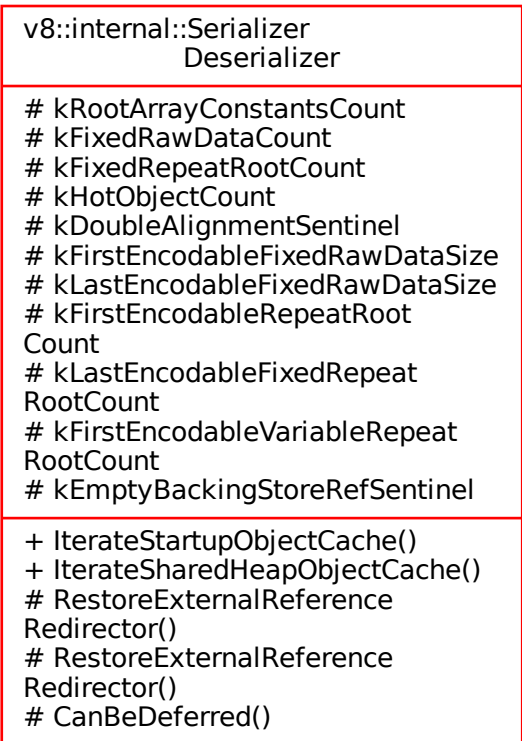 v8::internal::Serializer
Deserializer
# kRootArrayConstantsCount
# kFixedRawDataCount
# kFixedRepeatRootCount
# kHotObjectCount
# kDoubleAlignmentSentinel
# kFirstEncodableFixedRawDataSize
# kLastEncodableFixedRawDataSize
# kFirstEncodableRepeatRoot
Count
# kLastEncodableFixedRepeat
RootCount
# kFirstEncodableVariableRepeat
RootCount
# kEmptyBackingStoreRefSentinel
+ IterateStartupObjectCache()
+ IterateSharedHeapObjectCache()
# RestoreExternalReference
Redirector()
# RestoreExternalReference
Redirector()
# CanBeDeferred()